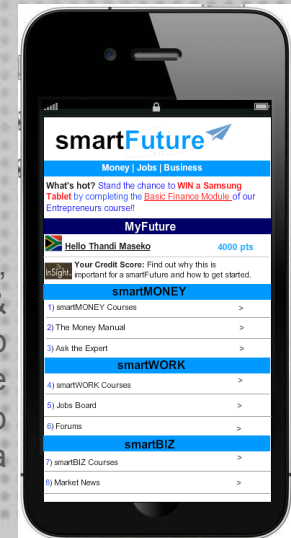 smartFuture
Money | Jobs | Business
What's hot? Stand the chance to WIN a Samsung
Tablet by completing the Basic Finance Module of our
Entrepreneurs course!!
MyFuture
Hello Thandi Maseko 4000 pts
InSight. Your Credit Score: Find out why this is
important for a smartFuture and how to get started.
smartMONEY
1) smartMONEY Courses >
2) The Money Manual >
3) Ask the Expert >
smartWORK
4) smartWORK Courses >
5) Jobs Board >
6) Forums >
smartBIZ
7) smartBIZ Courses >
8) Market News >